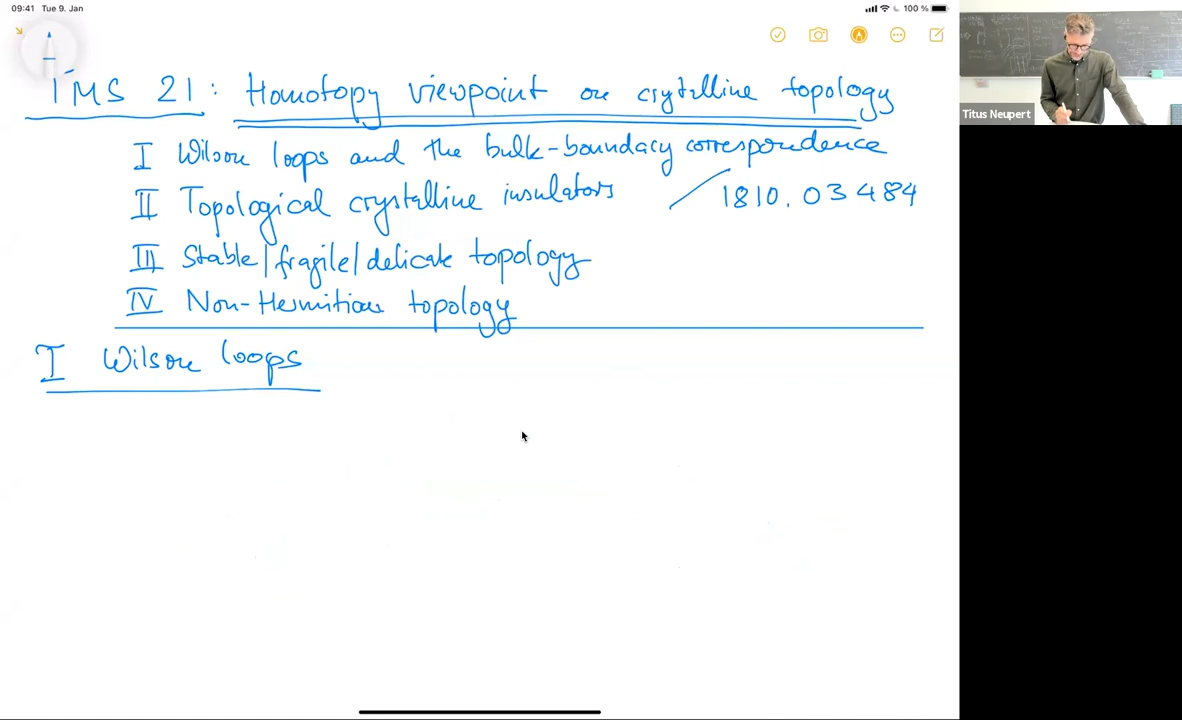 09:41 Tue 9. Jan 100 %
TMS 21: Homotopy viewpoint on crytalline topology
I Wilson loops and the bulk-boundary correspondence
II Topological crystalline insulators 1810.03484
III Stable/fragile/delicate topology
IV Non-Hermitian topology
I Wilson loops
Titus Neupert